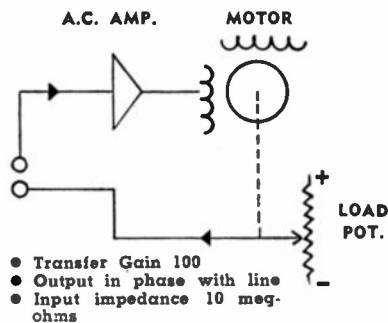 A.C. AMP.
MOTOR
+
LOAD
POT.
−
● Transfer Gain 100
● Output in phase with line
● Input impedance 10 meg-
ohms